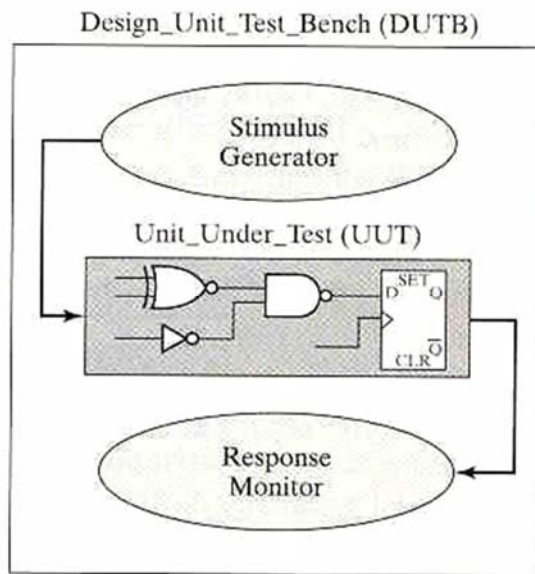 Design_Unit_Test_Bench (DUTB)
Stimulus
Generator
Unit_Under_Test (UUT)
SET
D Q
Q̅
CLR
Response
Monitor